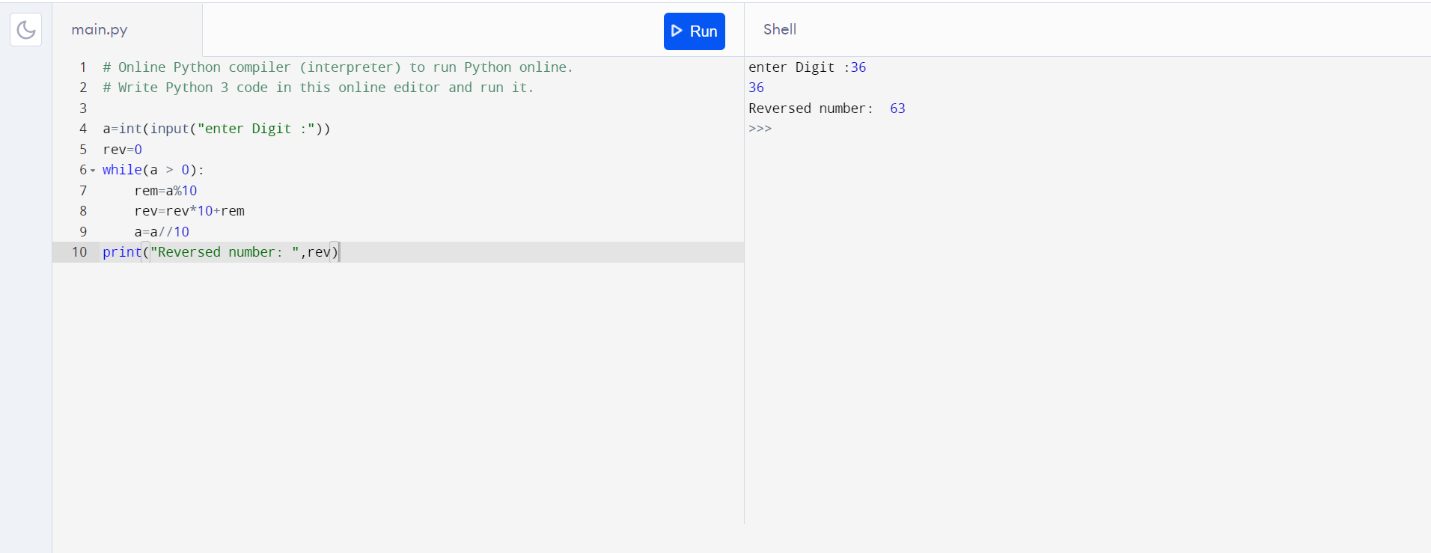 main.py
Run
Shell
1 # Online Python compiler (interpreter) to run Python online.
2 # Write Python 3 code in this online editor and run it.
3
4 a=int(input("enter Digit :"))
5 rev=0
6 while(a > 0):
7     rem=a%10
8     rev=rev*10+rem
9     a=a//10
10 print("Reversed number: ",rev)
enter Digit :36
36
Reversed number:  63
>>>